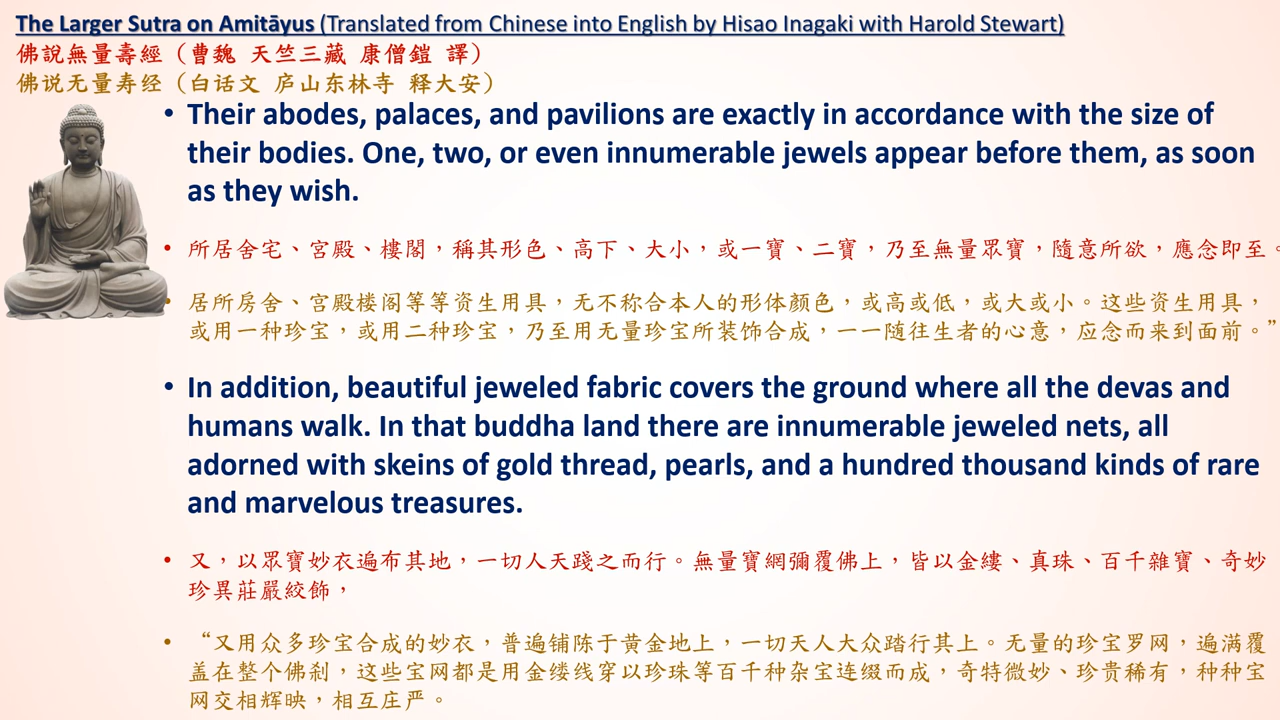 The Larger Sutra on Amitāyus (Translated from Chinese into English by Hisao Inagaki with Harold Stewart)
佛說無量壽經（曹魏 天竺三藏 康僧鎧 譯）
佛说无量寿经（白话文 庐山东林寺 释大安）
• Their abodes, palaces, and pavilions are exactly in accordance with the size of
their bodies. One, two, or even innumerable jewels appear before them, as soon
as they wish.
• 所居舍宅、宮殿、樓閣，稱其形色、高下、大小，或一寶、二寶，乃至無量眾寶，隨意所欲，應念即至。
• 居所房舍、宫殿楼阁等等资生用具，无不称合本人的形体颜色，或高或低，或大或小。这些资生用具，
或用一种珍宝，或用二种珍宝，乃至用无量珍宝所装饰合成，一一随往生者的心意，应念而来到面前。”
• In addition, beautiful jeweled fabric covers the ground where all the devas and
humans walk. In that buddha land there are innumerable jeweled nets, all
adorned with skeins of gold thread, pearls, and a hundred thousand kinds of rare
and marvelous treasures.
• 又，以眾寶妙衣遍布其地，一切人天踐之而行。無量寶網彌覆佛上，皆以金縷、真珠、百千雜寶、奇妙
珍異莊嚴絞飾，
• “又用众多珍宝合成的妙衣，普遍铺陈于黄金地上，一切天人大众踏行其上。无量的珍宝罗网，遍满覆
盖在整个佛刹，这些宝网都是用金缕线穿以珍珠等百千种杂宝连缀而成，奇特微妙、珍贵稀有，种种宝
网交相辉映，相互庄严。